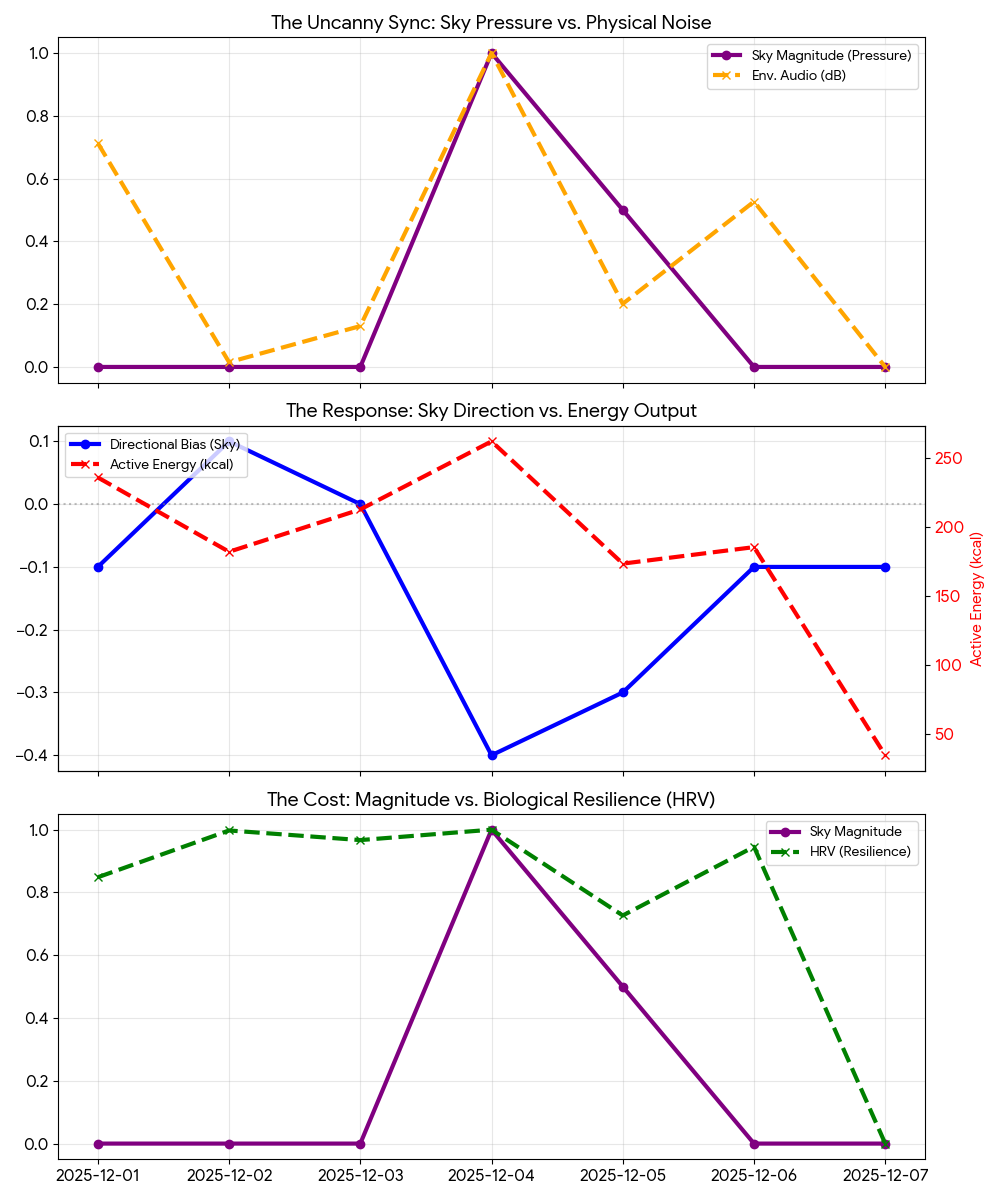 The Uncanny Sync: Sky Pressure vs. Physical Noise
1.0
0.8
0.6
0.4
0.2
0.0
Sky Magnitude (Pressure)
Env. Audio (dB)
The Response: Sky Direction vs. Energy Output
0.1
0.0
−0.1
−0.2
−0.3
−0.4
Directional Bias (Sky)
Active Energy (kcal)
250
200
150
100
50
Active Energy (kcal)
The Cost: Magnitude vs. Biological Resilience (HRV)
1.0
0.8
0.6
0.4
0.2
0.0
Sky Magnitude
HRV (Resilience)
2025-12-01 2025-12-02 2025-12-03 2025-12-04 2025-12-05 2025-12-06 2025-12-07